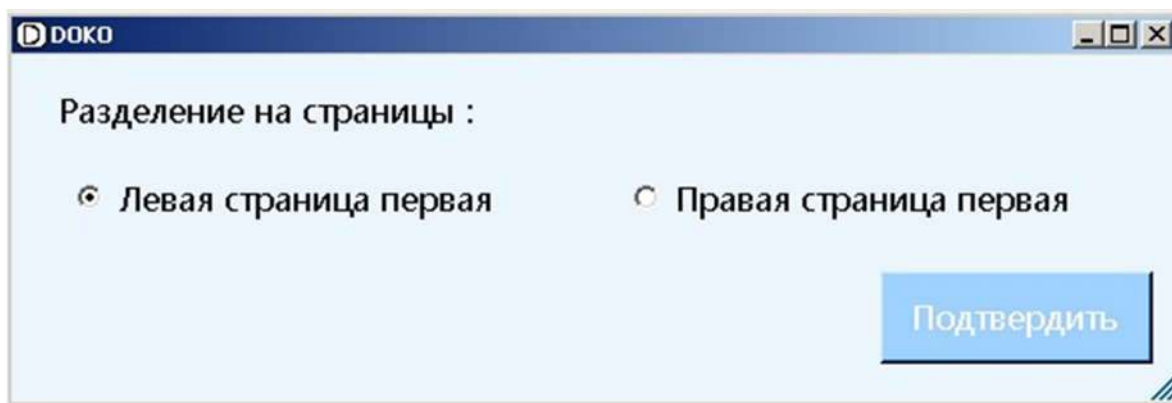 DOKO
Разделение на страницы :
Левая страница первая Правая страница первая
Подтвердить